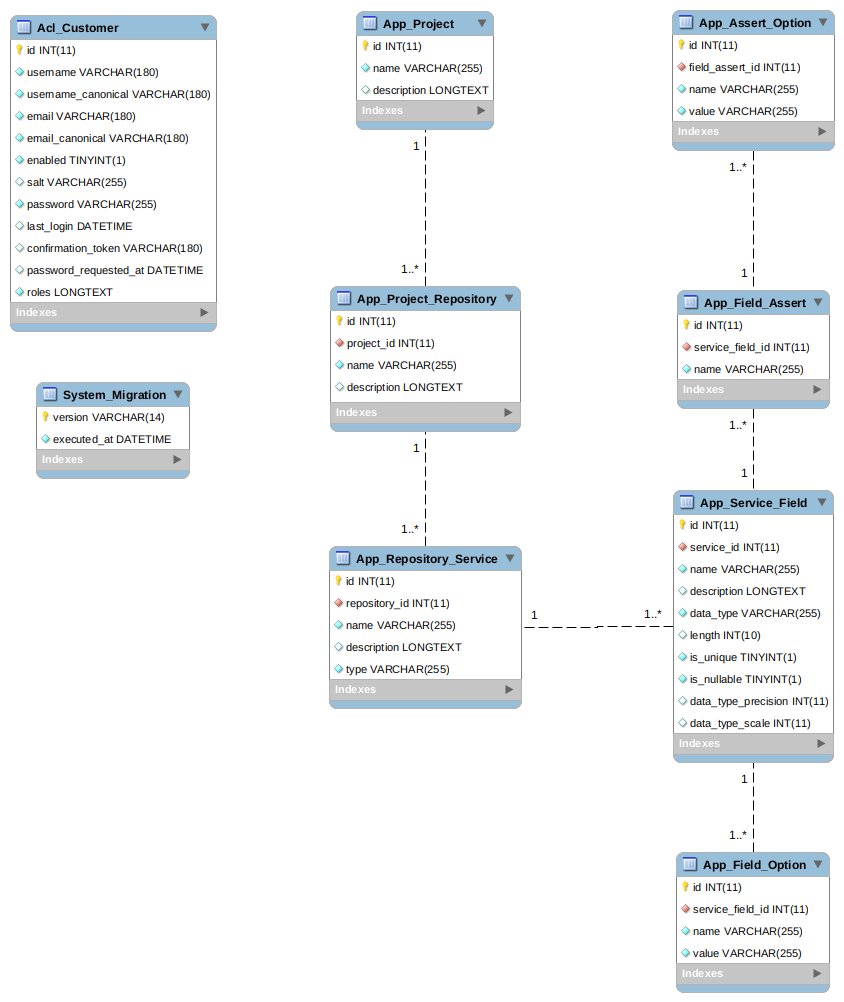 Acl_Customer
id INT(11)
username VARCHAR(180)
username_canonical VARCHAR(180)
email VARCHAR(180)
email_canonical VARCHAR(180)
enabled TINYINT(1)
salt VARCHAR(255)
password VARCHAR(255)
last_login DATETIME
confirmation_token VARCHAR(180)
password_requested_at DATETIME
roles LONGTEXT
Indexes
System_Migration
version VARCHAR(14)
executed_at DATETIME
Indexes
App_Project
id INT(11)
name VARCHAR(255)
description LONGTEXT
Indexes
1
1..*
App_Project_Repository
id INT(11)
project_id INT(11)
name VARCHAR(255)
description LONGTEXT
Indexes
1
1..*
App_Repository_Service
id INT(11)
repository_id INT(11)
name VARCHAR(255)
description LONGTEXT
type VARCHAR(255)
Indexes
1
1..*
App_Assert_Option
id INT(11)
field_assert_id INT(11)
name VARCHAR(255)
value VARCHAR(255)
Indexes
1..*
1
App_Field_Assert
id INT(11)
service_field_id INT(11)
name VARCHAR(255)
Indexes
1..*
1
App_Service_Field
id INT(11)
service_id INT(11)
name VARCHAR(255)
description LONGTEXT
data_type VARCHAR(255)
length INT(10)
is_unique TINYINT(1)
is_nullable TINYINT(1)
data_type_precision INT(11)
data_type_scale INT(11)
Indexes
1
1..*
App_Field_Option
id INT(11)
service_field_id INT(11)
name VARCHAR(255)
value VARCHAR(255)
Indexes